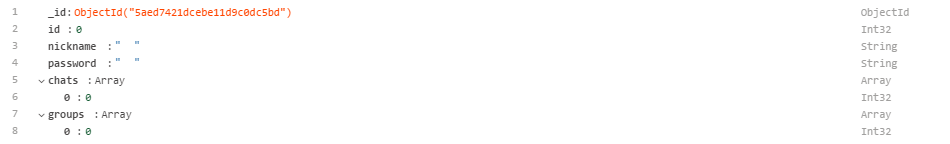 1 _id: ObjectId("5aed7421dcebe11d9c0dc5bd") ObjectId
2 id : 0 Int32
3 nickname : "  " String
4 password : "  " String
5 chats : Array Array
6 0 : 0 Int32
7 groups : Array Array
8 0 : 0 Int32